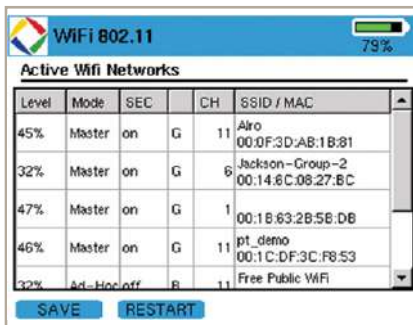 WiFi 802.11
79%
Active Wifi Networks
Level Mode SEC CH SSID / MAC
45% Master on G 11 Alro
00:0F:3D:AB:1B:81
32% Master on G 6 Jackson-Group-2
00:14:6C:08:27:BC
47% Master on G 1
00:18:63:2B:5B:DB
46% Master on G 11 pt_demo
00:1C:DF:3C:F8:53
32% Ad-Hoc off B 11 Free Public WiFi
SAVE RESTART